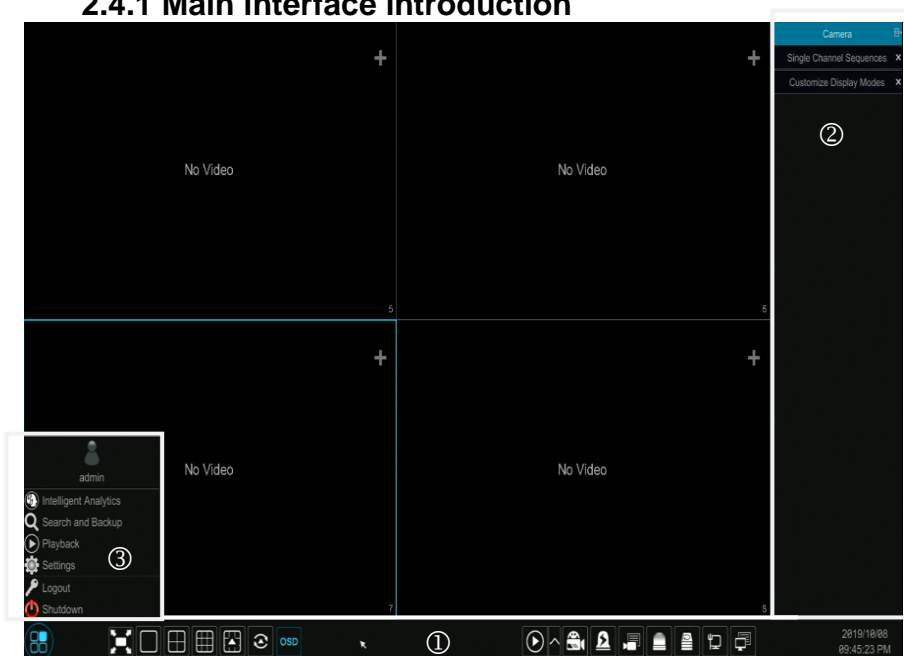 2.4.1 Main interface introduction
Camera
Single Channel Sequences x
Customize Display Modes x
②
No Video
5
No Video
6
No Video
7
No Video
8
admin
Intelligent Analytics
Search and Backup
Playback
Settings
③
Logout
Shutdown
OSD
①
2019/10/08
09:45:23 PM